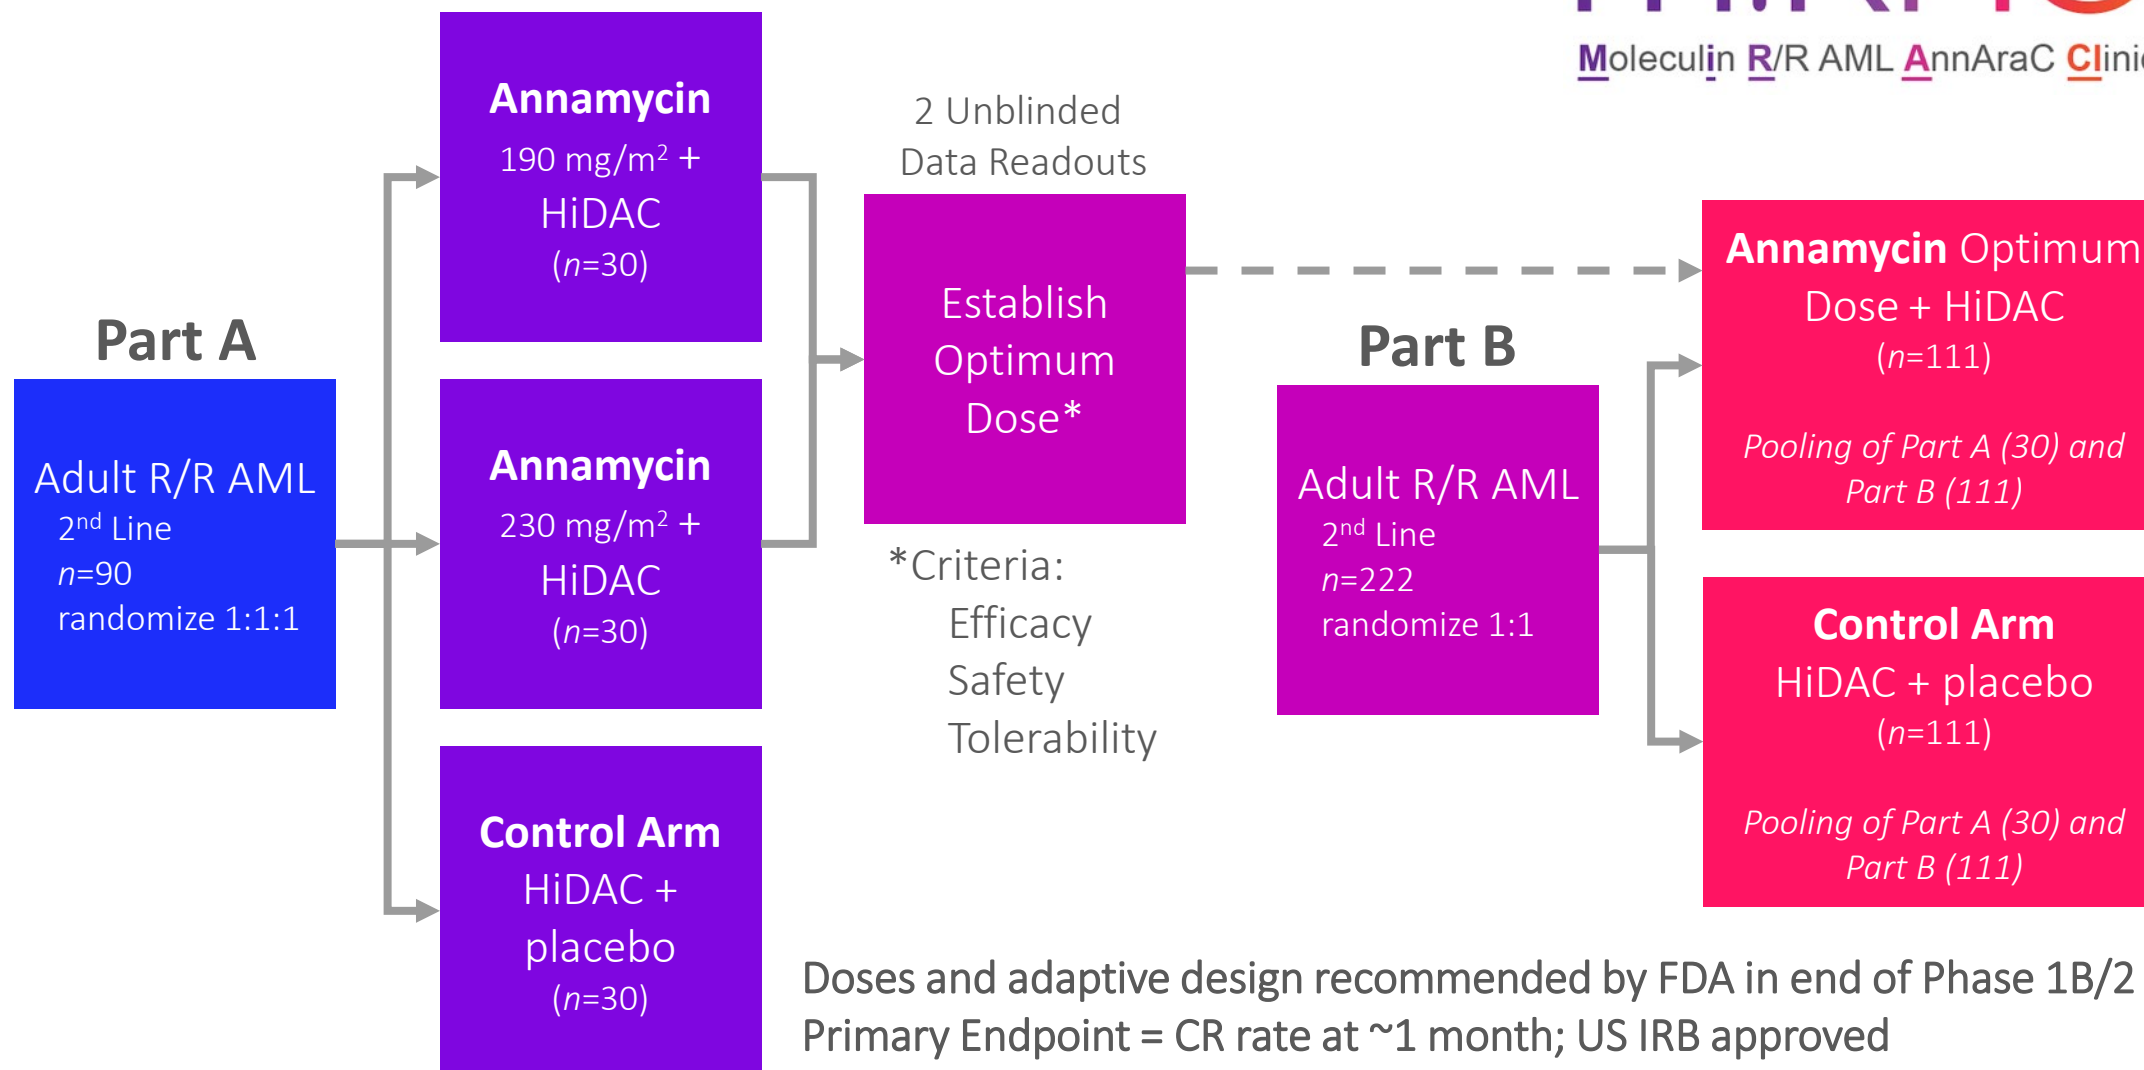 Moleculin R/R AML AnnAraC
Part A
Adult R/R AML
2nd Line
n=90
randomize 1:1:1
Annamycin
190 mg/m² +
HiDAC
(n=30)
Annamycin
230 mg/m² +
HiDAC
(n=30)
Control Arm
HiDAC +
placebo
(n=30)
2 Unblinded
Data Readouts
Establish
Optimum
Dose*
*Criteria:
Efficacy
Safety
Tolerability
Part B
Adult R/R AML
2nd Line
n=222
randomize 1:1
Annamycin Optimum
Dose + HiDAC
(n=111)
Pooling of Part A (30) and
Part B (111)
Control Arm
HiDAC + placebo
(n=111)
Pooling of Part A (30) and
Part B (111)
Doses and adaptive design recommended by FDA in end of Phase 1B/2
Primary Endpoint = CR rate at ~1 month; US IRB approved